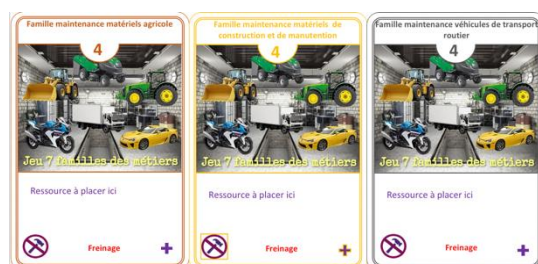 Famille maintenance matériels agricole
4
Jeu 7 familles des métiers
Ressource à placer ici
Freinage
Famille maintenance matériels de
construction et de manutention
4
Jeu 7 familles des métiers
Ressource à placer ici
Freinage
Famille maintenance véhicules de transport
routier
4
Jeu 7 familles des métiers
Ressource à placer ici
Freinage